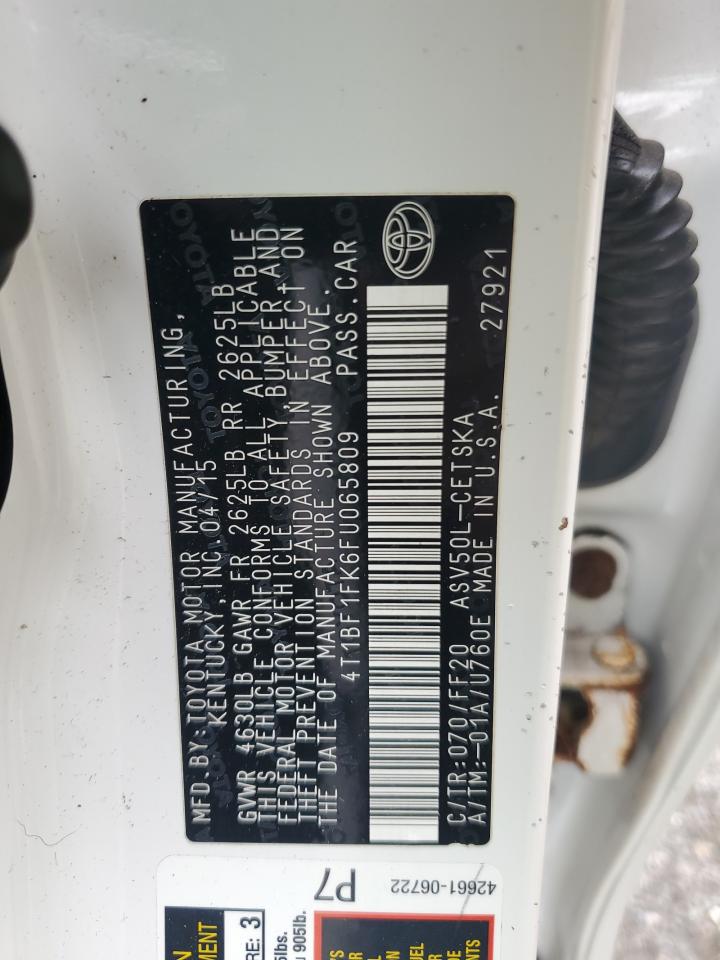 MFD.BY:TOYOTA MOTOR MANUFACTURING,
KENTUCKY,INC 04/15
GVWR 4630LB GAWR FR 2625LB RR 2625LB
THIS VEHICLE CONFORMS TO ALL APPLICABLE
FEDERAL MOTOR VEHICLE SAFETY,BUMPER,AND
THEFT PREVENTION STANDARDS IN EFFECT ON
THE DATE OF MANUFACTURE SHOWN ABOVE.
4T1BF1FK6FU065809 PASS.CAR
C/TR:070/FF20 ASV50L-CETSKA
A/TM:-01A/U760E MADE IN U.S.A. 27921
42661-06722
P7
RE: 3
905lb.